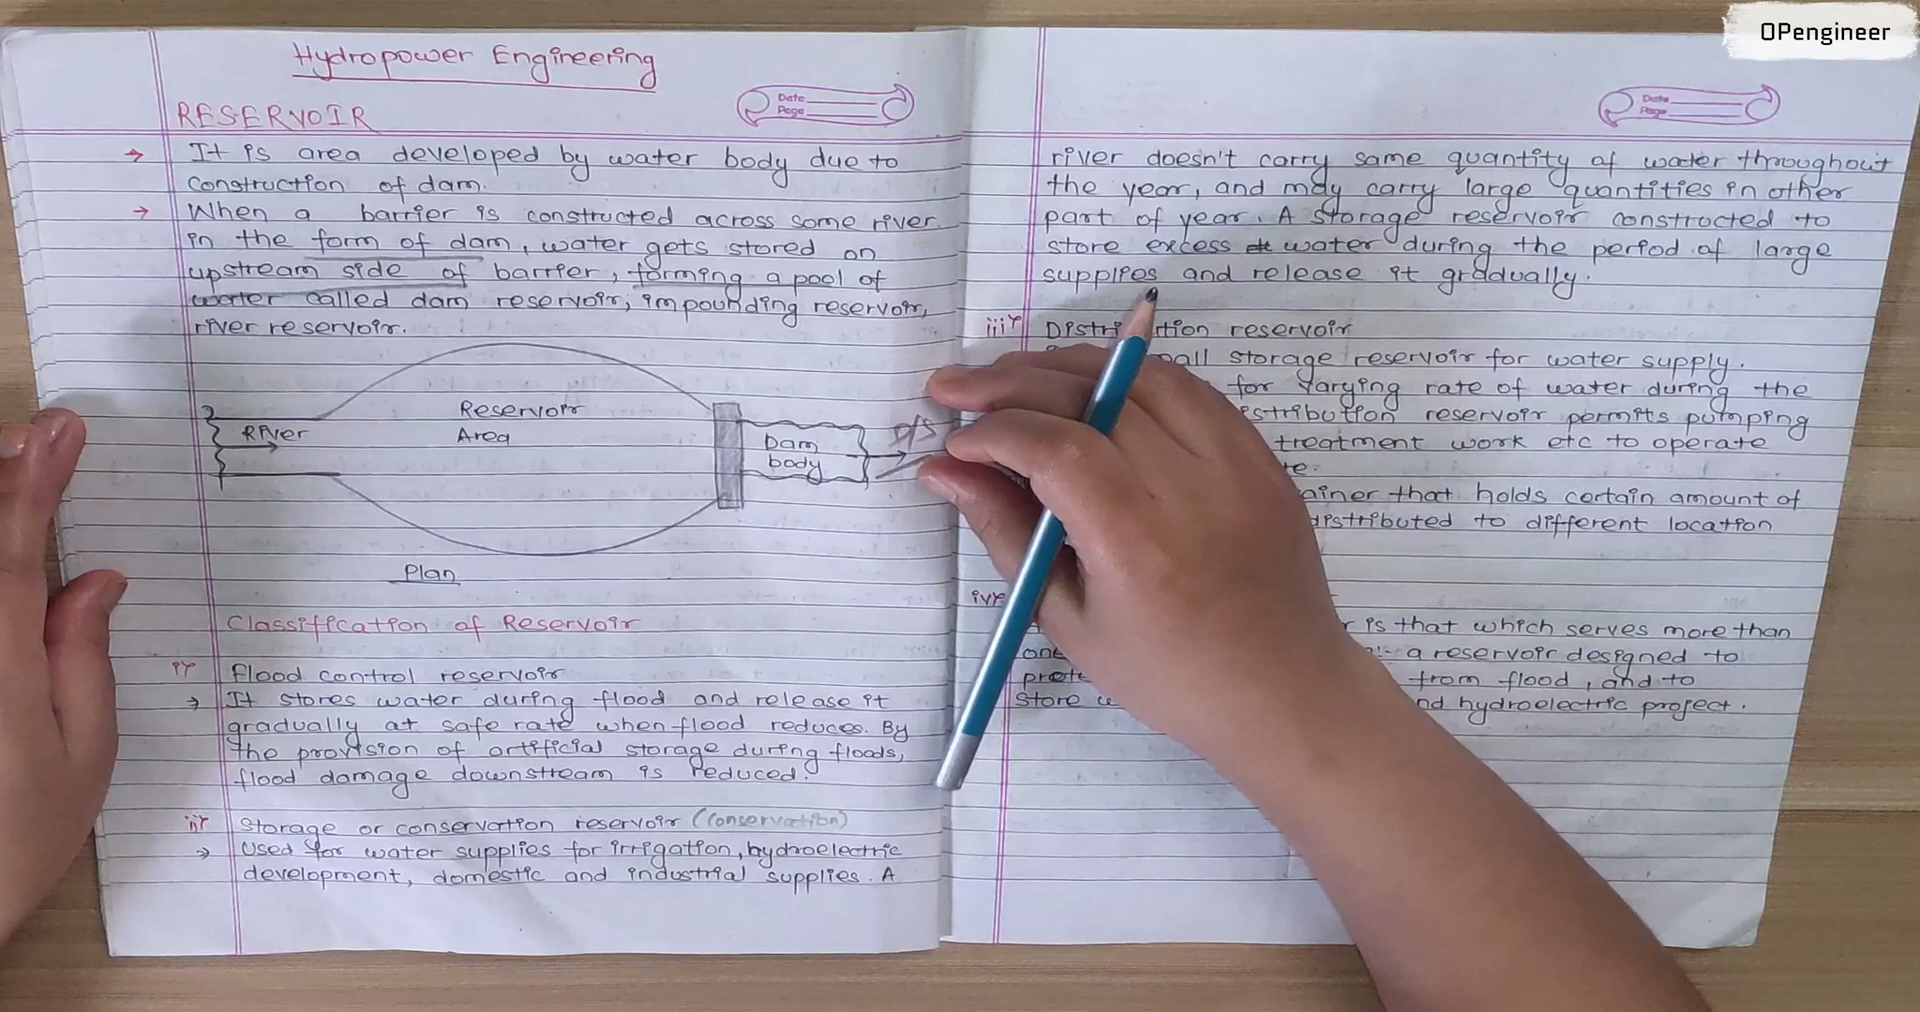 OPengineer
Hydropower Engineering
Date
Page
RESERVOIR
→ It is area developed by water body due to
construction of dam.
→ When a barrier is constructed across some river
in the form of dam, water gets stored on
upstream side of barrier, forming a pool of
water called dam reservoir, impounding reservoir,
river reservoir.
Reservoir
Area
River
Dam
body
D/S
Plan
Classification of Reservoir
i) Flood control reservoir
→ It stores water during flood and release it
gradually at safe rate when flood reduces. By
the provision of artificial storage during floods,
flood damage downstream is reduced.
ii) Storage or conservation reservoir (conservation)
→ Used for water supplies for irrigation, hydroelectric
development, domestic and industrial supplies. A
Date
Page
river doesn't carry same quantity of water throughout
the year, and may carry large quantities in other
part of year. A storage reservoir constructed to
store excess water during the period of large
supplies and release it gradually.
iii) Distribution reservoir
storage reservoir for water supply.
for varying rate of water during the
reservoir permits pumping
treatment work etc to operate
that holds certain amount of
distributed to different location
iv)
is that which serves more than
one a reservoir designed to
from flood, and to
store hydroelectric project.